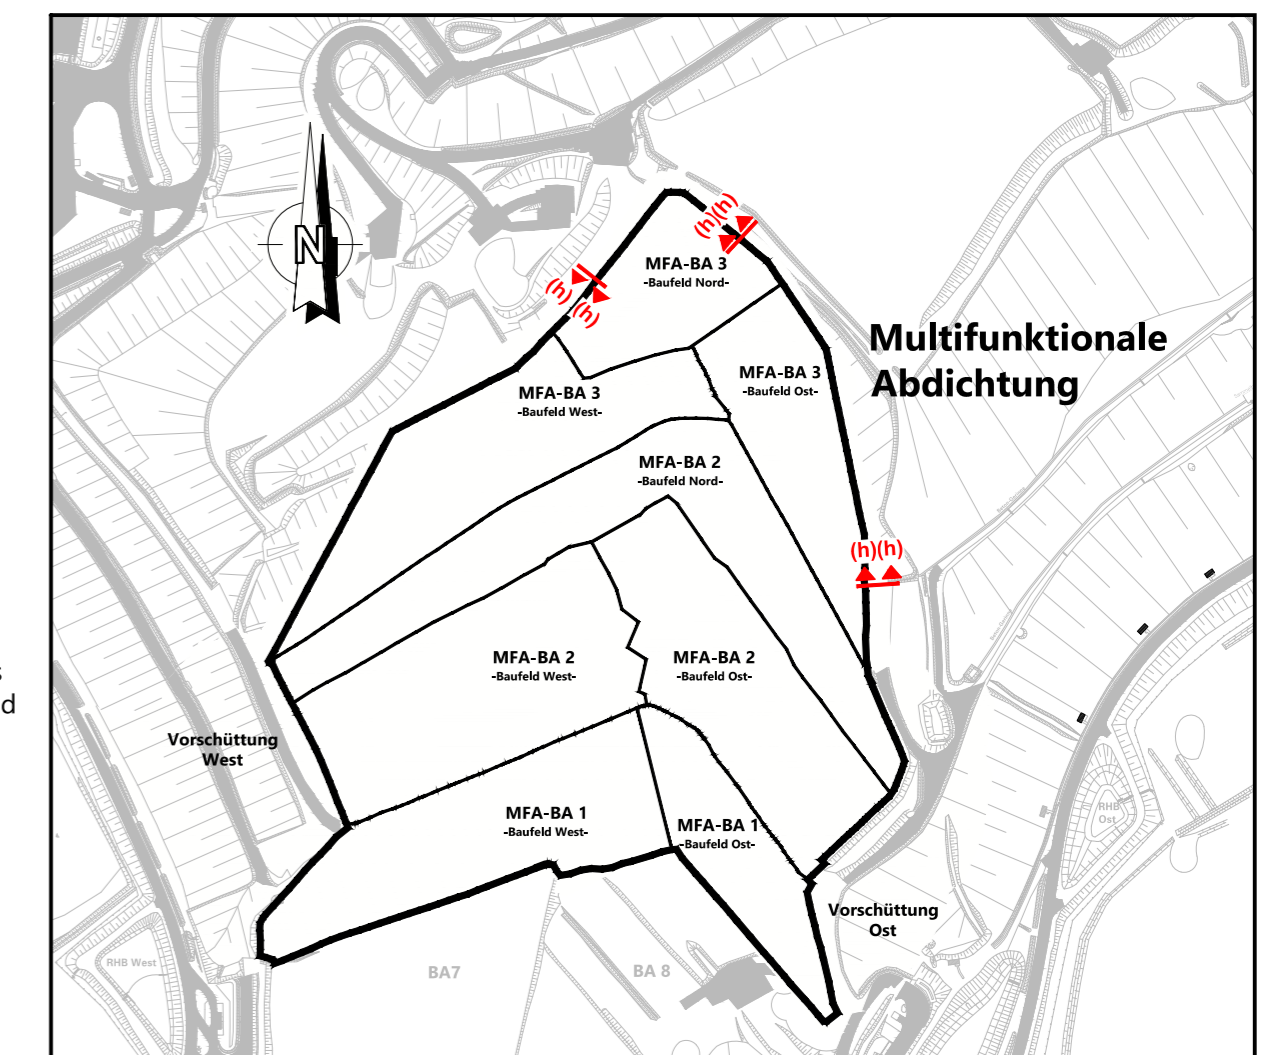 (h)(h)
N
MFA-BA 3
-Baufeld Nord-
(h)
(h)
Multifunktionale
Abdichtung
MFA-BA 3
-Baufeld Ost-
MFA-BA 3
-Baufeld West-
MFA-BA 2
-Baufeld Nord-
(h)(h)
MFA-BA 2
-Baufeld West-
MFA-BA 2
-Baufeld Ost-
s
d
Vorschüttung
West
MFA-BA 1
-Baufeld West-
MFA-BA 1
-Baufeld Ost-
RHB
Ost
Vorschüttung
Ost
RHB West
BA7
BA 8